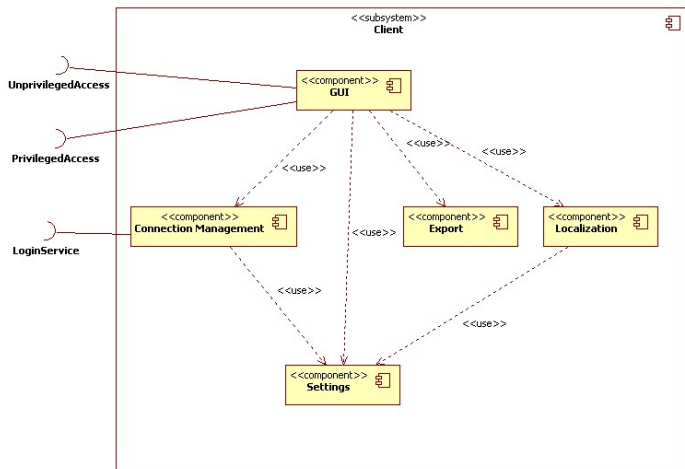 <<subsystem>>
Client
UnprivilegedAccess
<<component>>
GUI
PrivilegedAccess
<<use>>
<<use>>
<<use>>
<<component>>
Connection Management
<<component>>
Export
<<component>>
Localization
LoginService
<<use>>
<<use>>
<<use>>
<<component>>
Settings